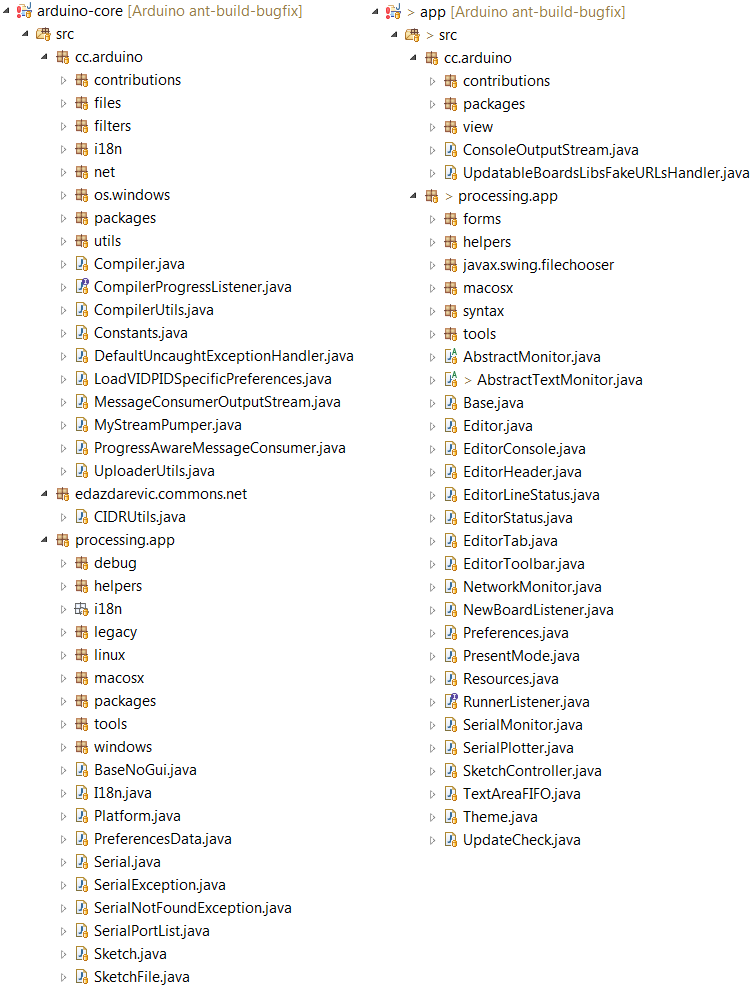 arduino-core [Arduino ant-build-bugfix]
src
cc.arduino
contributions
files
filters
i18n
net
os.windows
packages
utils
Compiler.java
CompilerProgressListener.java
CompilerUtils.java
Constants.java
DefaultUncaughtExceptionHandler.java
LoadVIDPIDSpecificPreferences.java
MessageConsumerOutputStream.java
MyStreamPumper.java
ProgressAwareMessageConsumer.java
UploaderUtils.java
edazdarevic.commons.net
CIDRUtils.java
processing.app
debug
helpers
i18n
legacy
linux
macosx
packages
tools
windows
BaseNoGui.java
I18n.java
Platform.java
PreferencesData.java
Serial.java
SerialException.java
SerialNotFoundException.java
SerialPortList.java
Sketch.java
SketchFile.java
> app [Arduino ant-build-bugfix]
> src
cc.arduino
contributions
packages
view
ConsoleOutputStream.java
UpdatableBoardsLibsFakeURLsHandler.java
> processing.app
forms
helpers
javax.swing.filechooser
macosx
syntax
tools
AbstractMonitor.java
> AbstractTextMonitor.java
Base.java
Editor.java
EditorConsole.java
EditorHeader.java
EditorLineStatus.java
EditorStatus.java
EditorTab.java
EditorToolbar.java
NetworkMonitor.java
NewBoardListener.java
Preferences.java
PresentMode.java
Resources.java
RunnerListener.java
SerialMonitor.java
SerialPlotter.java
SketchController.java
TextAreaFIFO.java
Theme.java
UpdateCheck.java